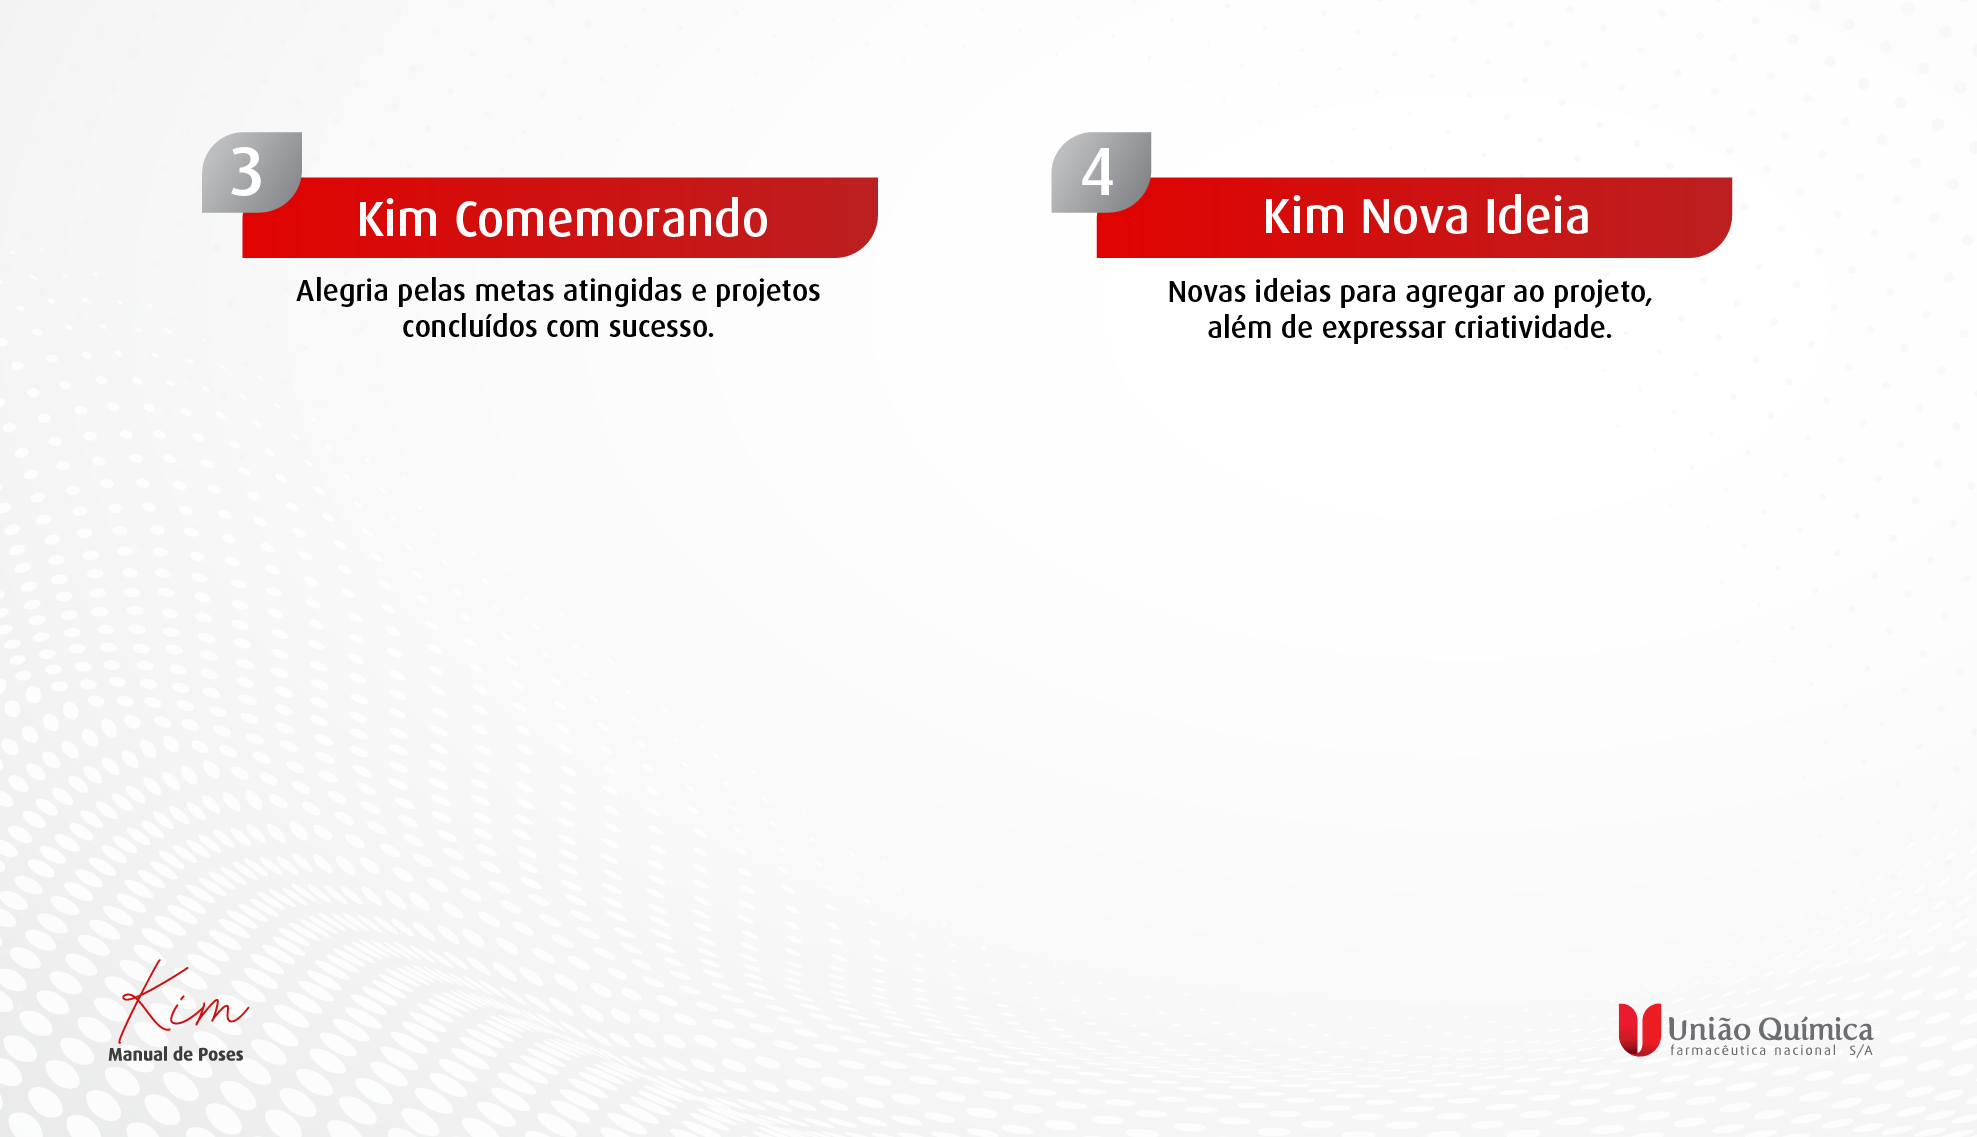 3
Kim Comemorando
Alegria pelas metas atingidas e projetos
concluídos com sucesso.
4
Kim Nova Ideia
Novas ideias para agregar ao projeto,
além de expressar criatividade.
Kim
Manual de Poses
União Química
farmacêutica nacional S/A